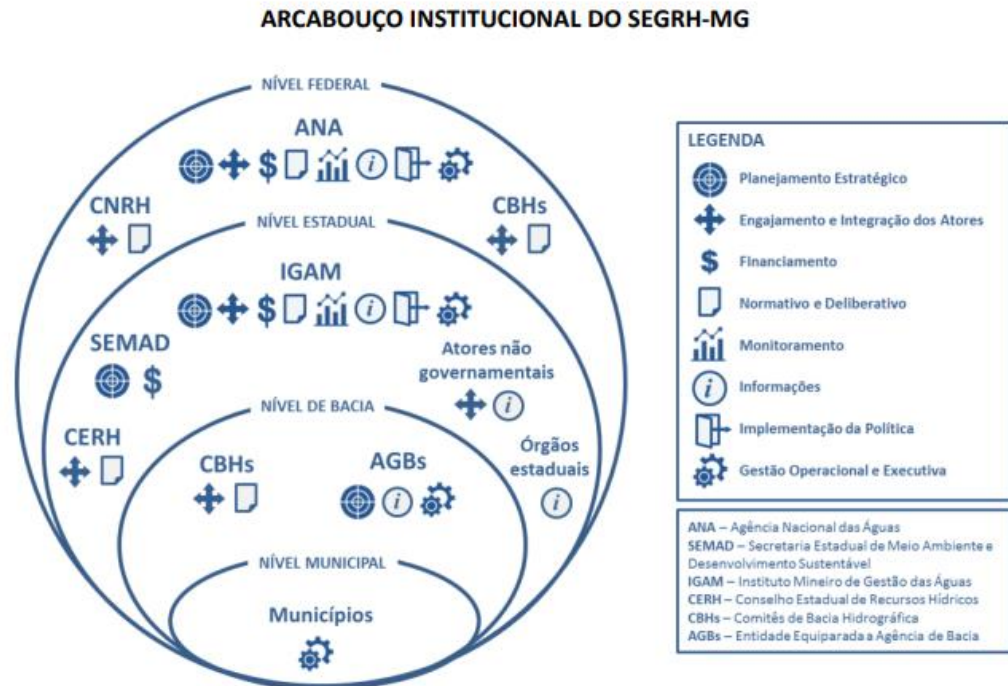 ARCABOUÇO INSTITUCIONAL DO SEGRH-MG
NÍVEL FEDERAL
ANA
$
i
CNRH
CBHs
NÍVEL ESTADUAL
IGAM
$
i
SEMAD
$
Atores não
governamentais
i
NÍVEL DE BACIA
CERH
Órgãos
estaduais
i
CBHs
AGBs
i
NÍVEL MUNICIPAL
Municípios
LEGENDA
Planejamento Estratégico
Engajamento e Integração dos Atores
$ Financiamento
Normativo e Deliberativo
Monitoramento
i Informações
Implementação da Política
Gestão Operacional e Executiva
ANA – Agência Nacional das Águas
SEMAD – Secretaria Estadual de Meio Ambiente e
Desenvolvimento Sustentável
IGAM – Instituto Mineiro de Gestão das Águas
CERH – Conselho Estadual de Recursos Hídricos
CBHs – Comitês de Bacia Hidrográfica
AGBs – Entidade Equiparada a Agência de Bacia